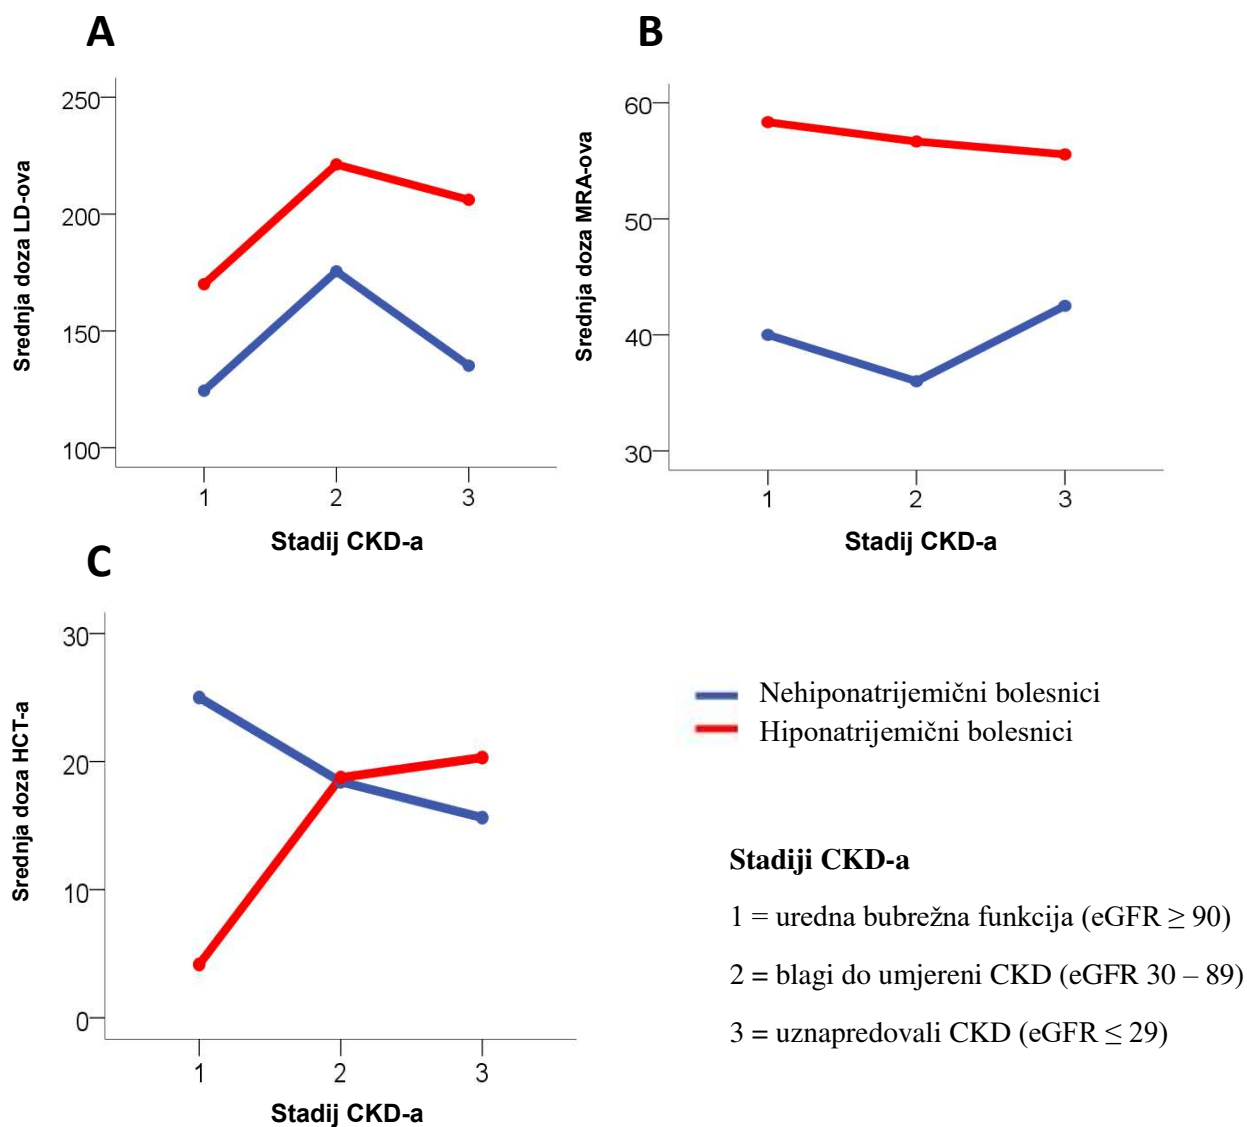 A
250
200
150
100
Srednja doza LD-ova
1 2 3
Stadij CKD-a
B
60
50
40
30
Srednja doza MRA-ova
1 2 3
Stadij CKD-a
C
30
20
10
0
Srednja doza HCT-a
1 2 3
Stadij CKD-a
Nehiponatrijemični bolesnici
Hiponatrijemični bolesnici
Stadiji CKD-a
1 = uredna bubrežna funkcija (eGFR ≥ 90)
2 = blagi do umjereni CKD (eGFR 30 – 89)
3 = uznapredovali CKD (eGFR ≤ 29)